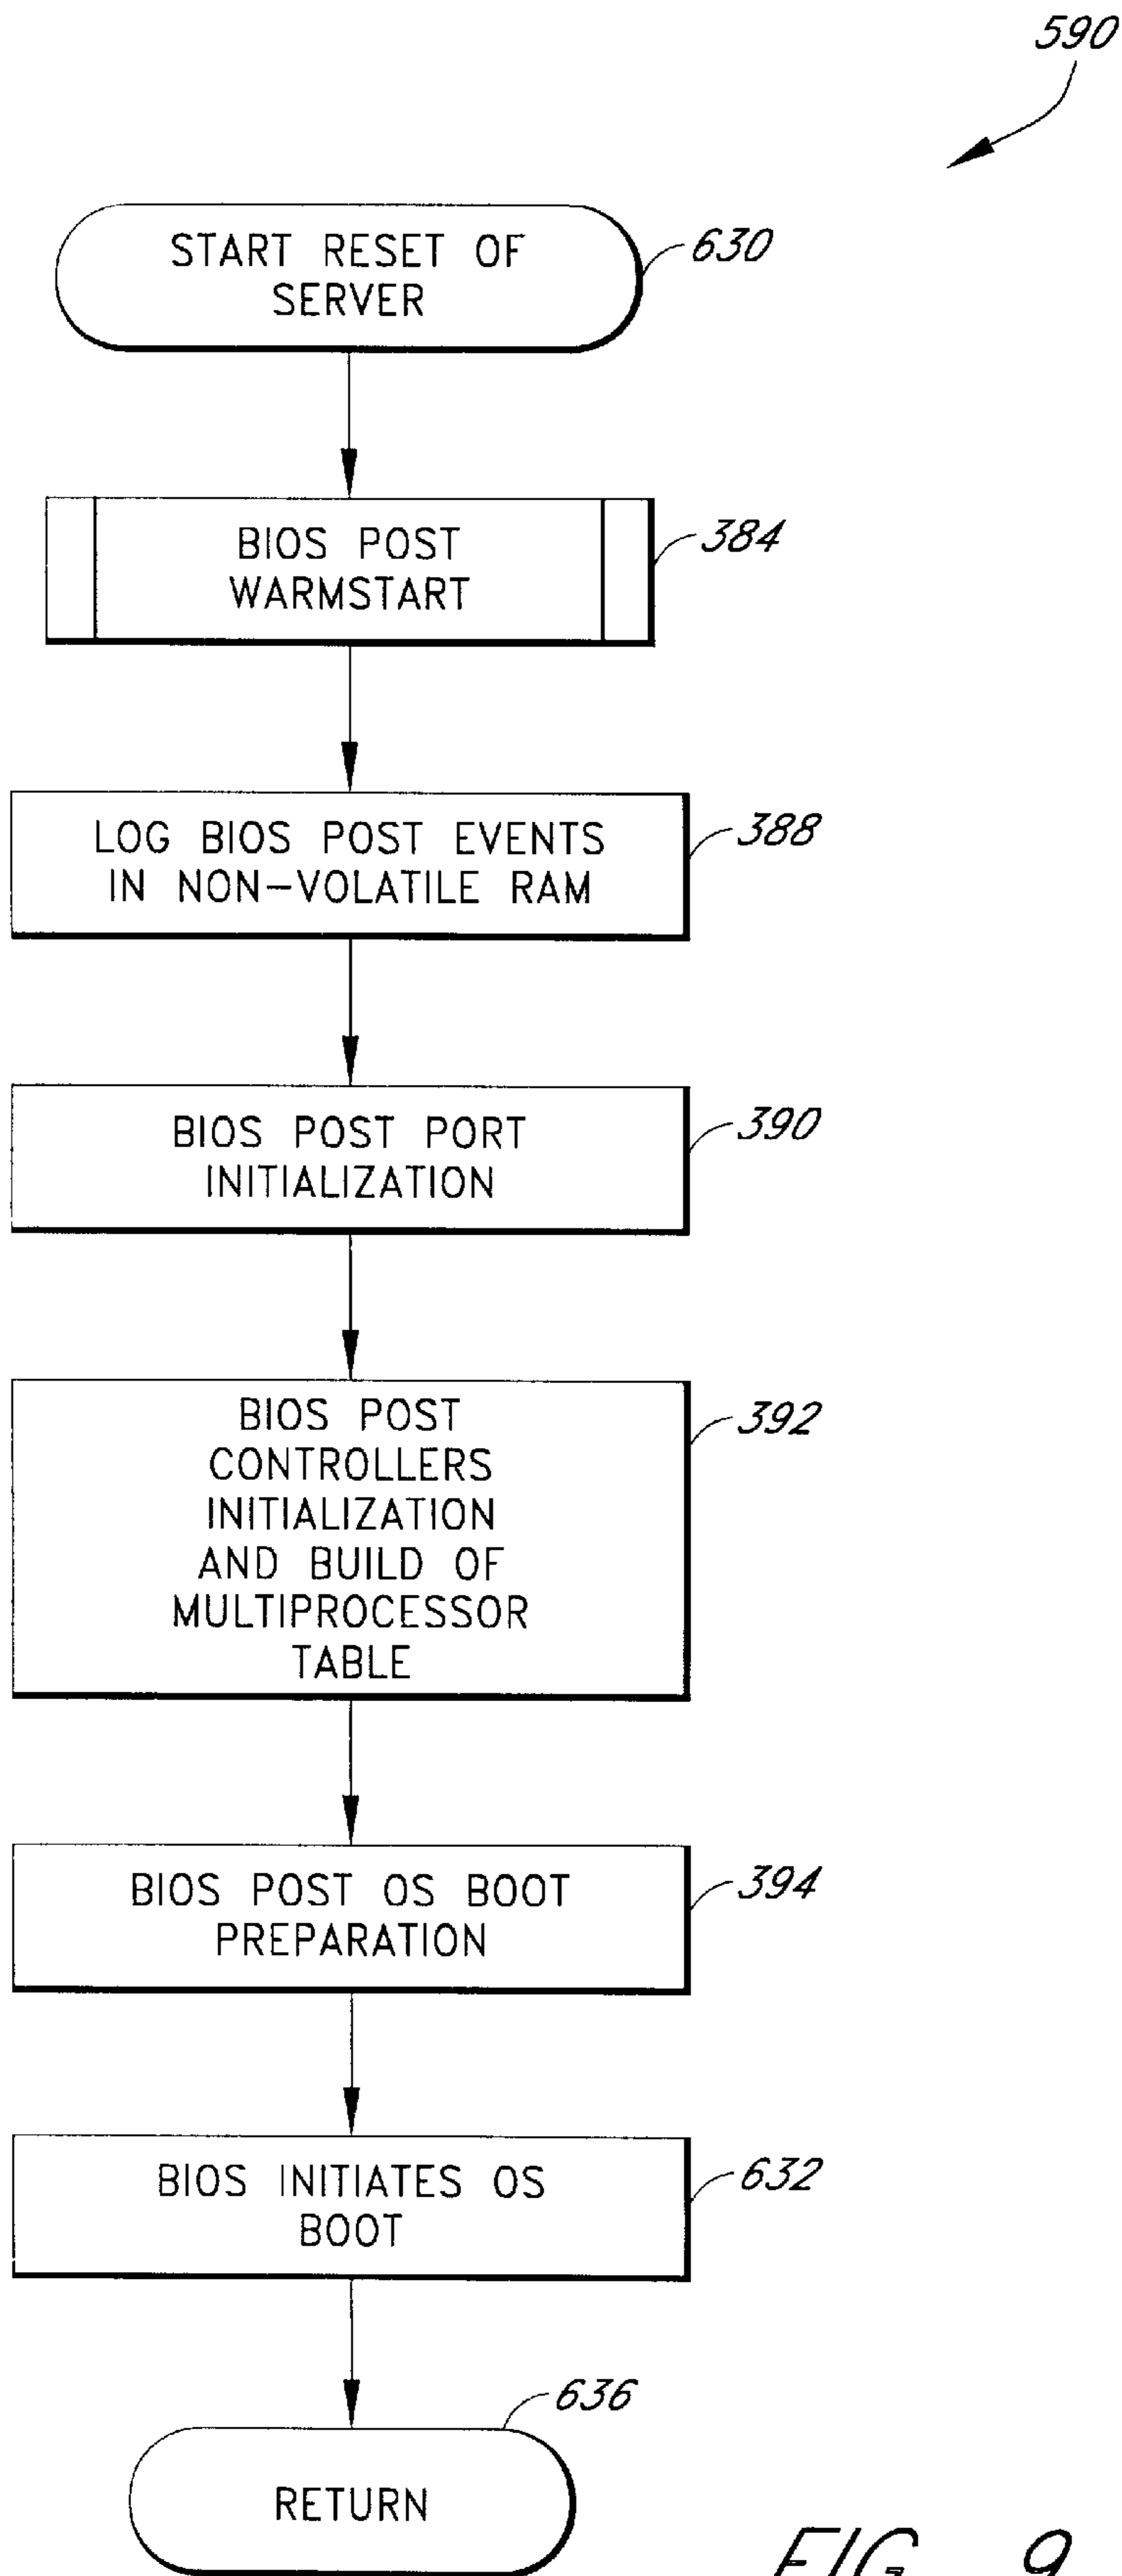 590
START RESET OF
SERVER
630
BIOS POST
WARMSTART
384
LOG BIOS POST EVENTS
IN NON-VOLATILE RAM
388
BIOS POST PORT
INITIALIZATION
390
BIOS POST
CONTROLLERS
INITIALIZATION
AND BUILD OF
MULTIPROCESSOR
TABLE
392
BIOS POST OS BOOT
PREPARATION
394
BIOS INITIATES OS
BOOT
632
636
RETURN
FIG. 9